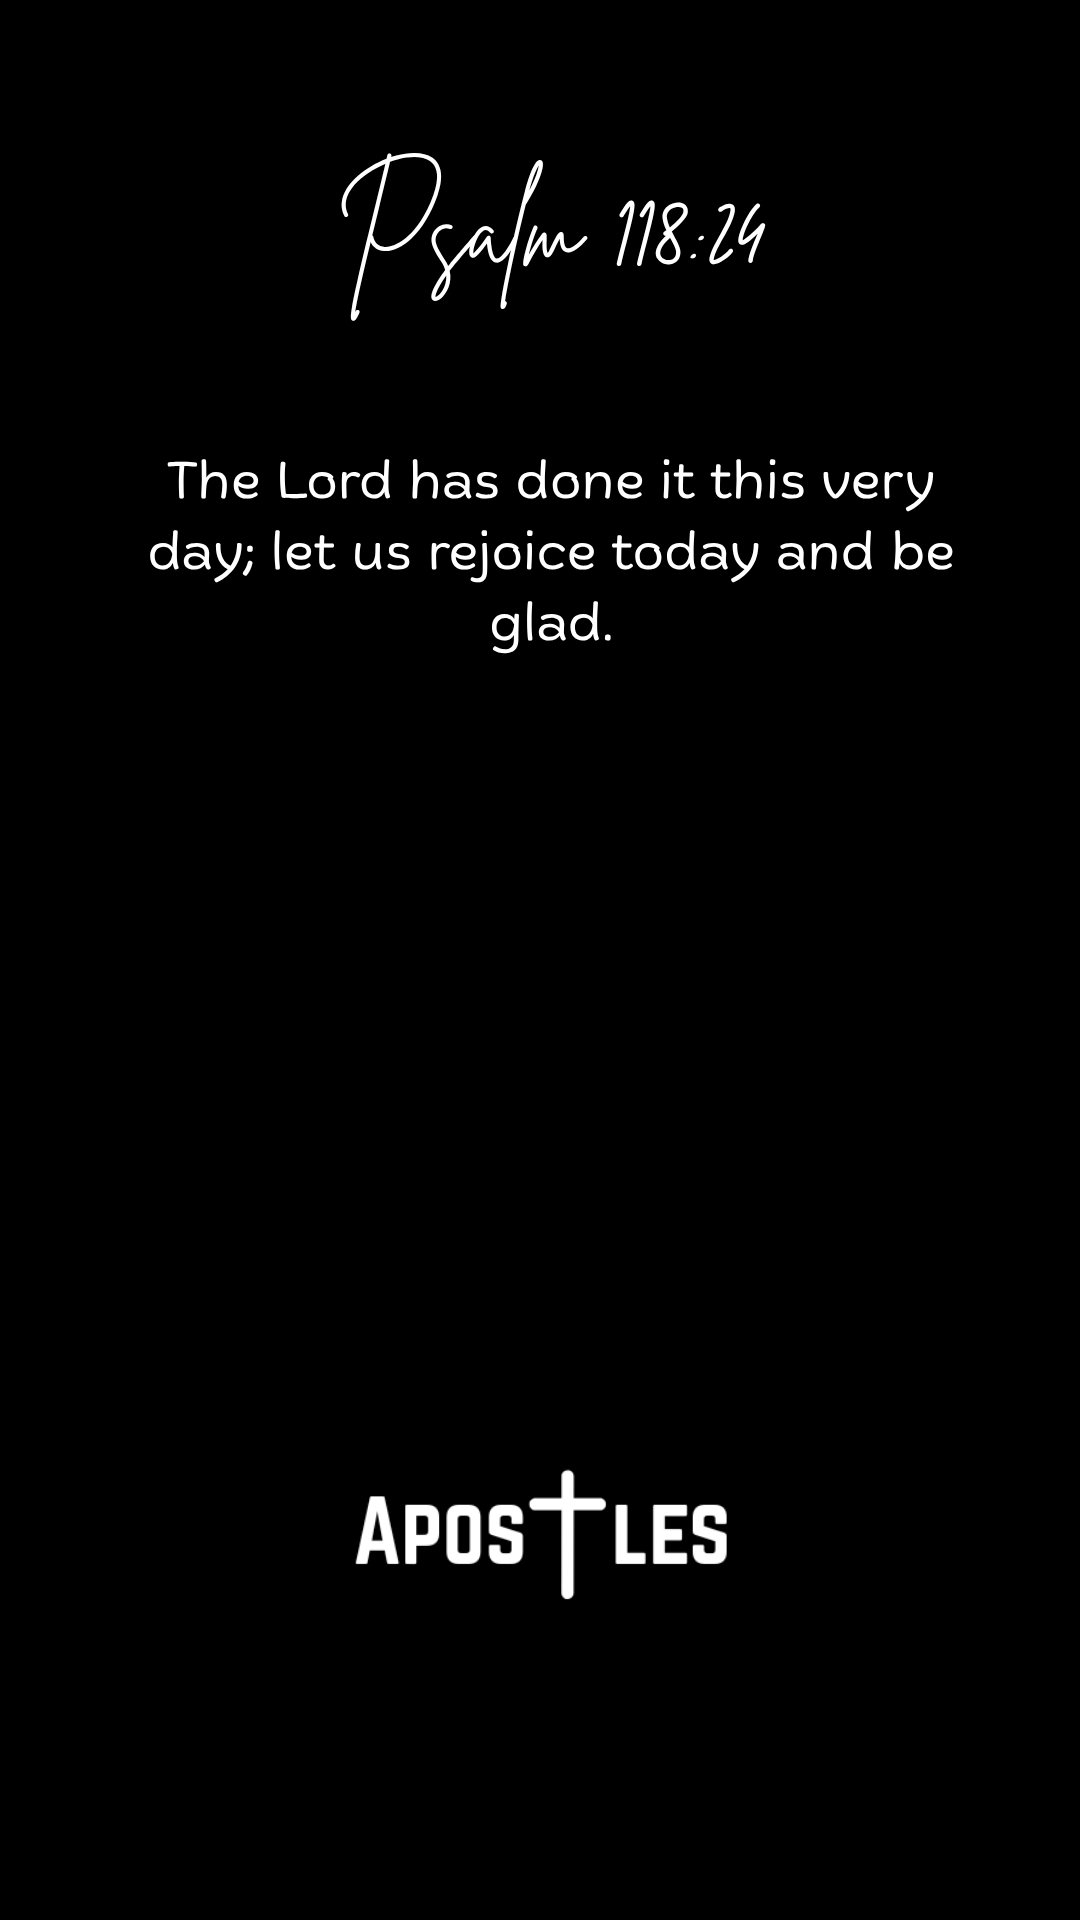 Psalm 118:24
The Lord has done it this very
day; let us rejoice today and be
glad.
APOSTLES